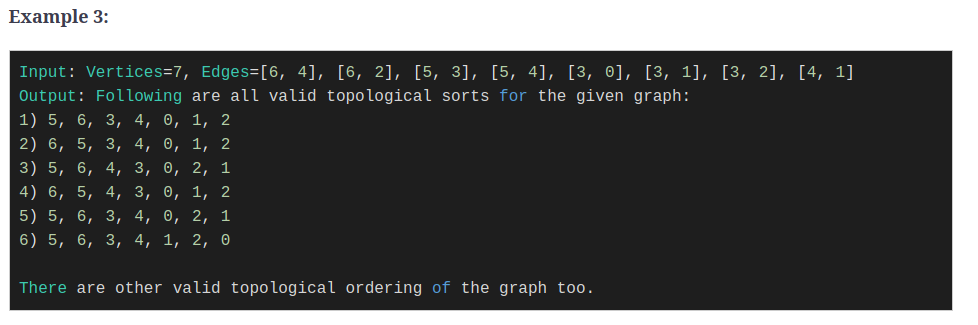 Example 3:
Input: Vertices=7, Edges=[6, 4], [6, 2], [5, 3], [5, 4], [3, 0], [3, 1], [3, 2], [4, 1]
Output: Following are all valid topological sorts for the given graph:
1) 5, 6, 3, 4, 0, 1, 2
2) 6, 5, 3, 4, 0, 1, 2
3) 5, 6, 4, 3, 0, 2, 1
4) 6, 5, 4, 3, 0, 1, 2
5) 5, 6, 3, 4, 0, 2, 1
6) 5, 6, 3, 4, 1, 2, 0
There are other valid topological ordering of the graph too.